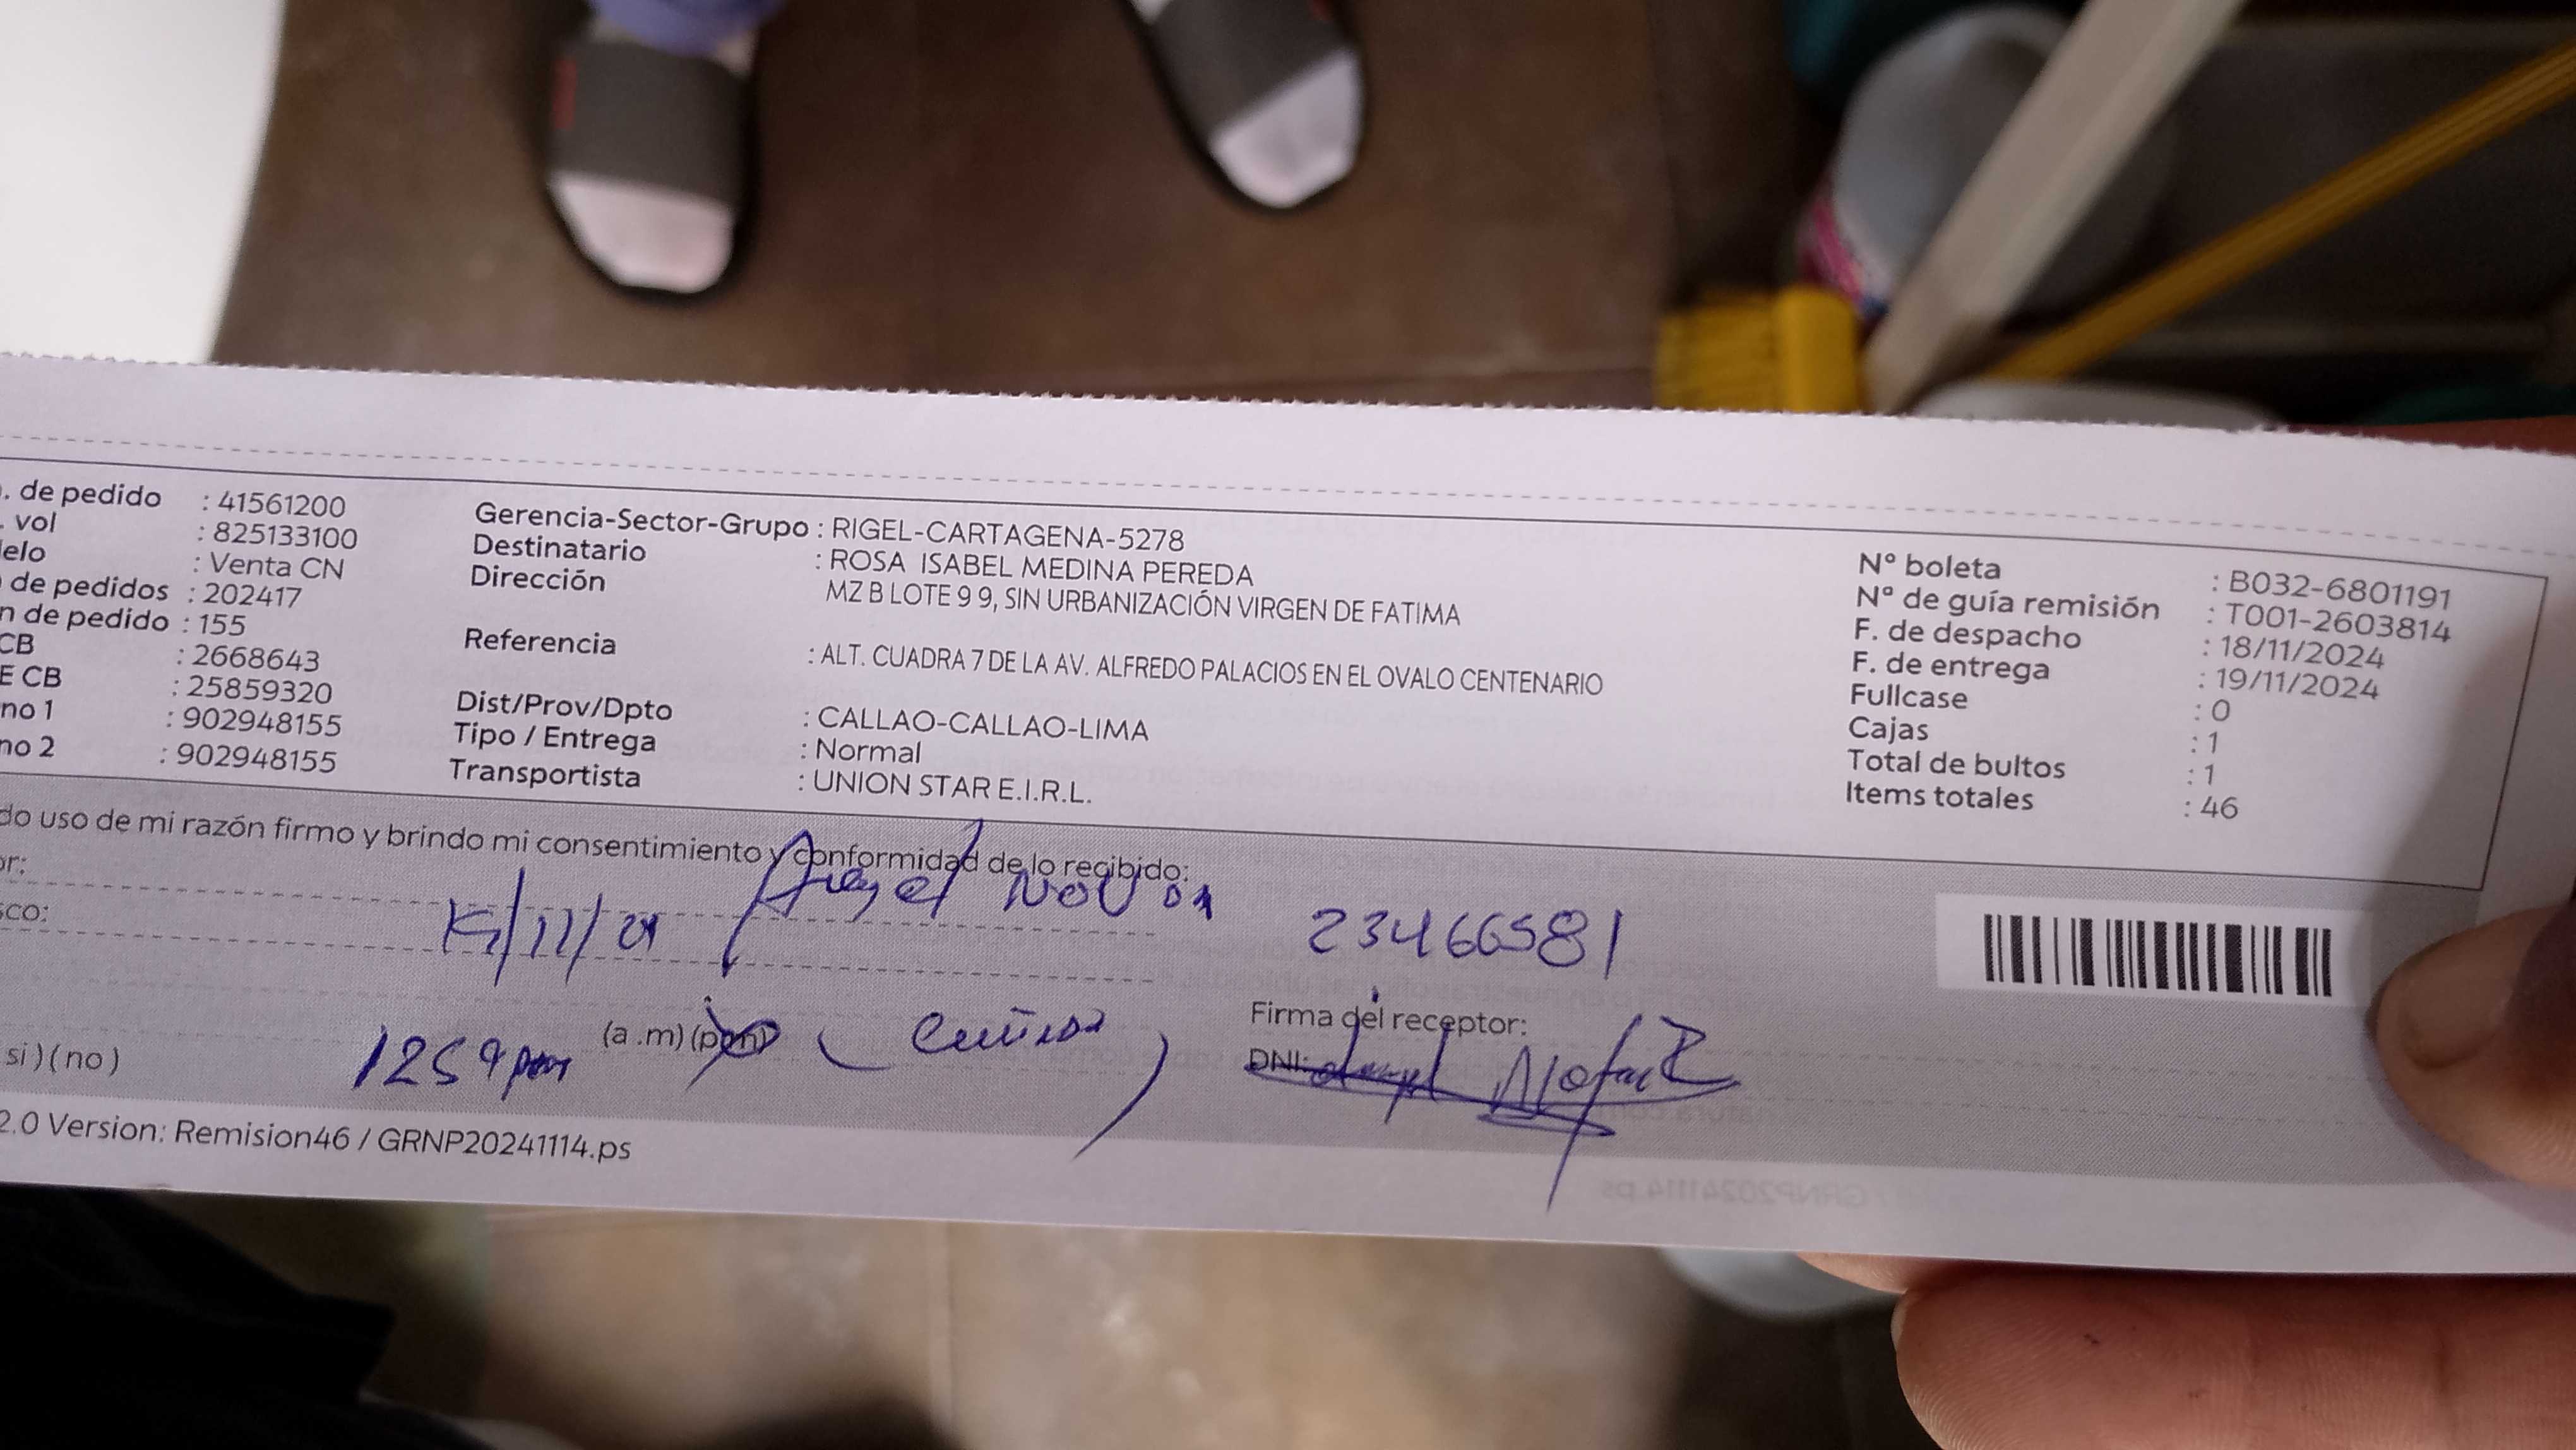 . de pedido : 41561200
. vol : 825133100
elo : Venta CN
de pedidos : 202417
n de pedido : 155
CB : 2668643
E CB : 25859320
no 1 : 902948155
no 2 : 902948155
Gerencia-Sector-Grupo : RIGEL-CARTAGENA-5278
Destinatario : ROSA ISABEL MEDINA PEREDA
Dirección MZ B LOTE 9 9, SIN URBANIZACIÓN VIRGEN DE FATIMA
Referencia : ALT. CUADRA 7 DE LA AV. ALFREDO PALACIOS EN EL OVALO CENTENARIO
Dist/Prov/Dpto : CALLAO-CALLAO-LIMA
Tipo / Entrega : Normal
Transportista : UNION STAR E.I.R.L.
Nº boleta : B032-6801191
Nº de guía remisión : T001-2603814
F. de despacho : 18/11/2024
F. de entrega : 19/11/2024
Fullcase : 0
Cajas : 1
Total de bultos : 1
Items totales : 46
do uso de mi razón firmo y brindo mi consentimiento y conformidad de lo recibido:
or:
sco:
23466581
si ) ( no )
1259 pm (a .m) (pm)
Firma del receptor:
DNI:
2.0 Version: Remision46 / GRNP20241114.ps